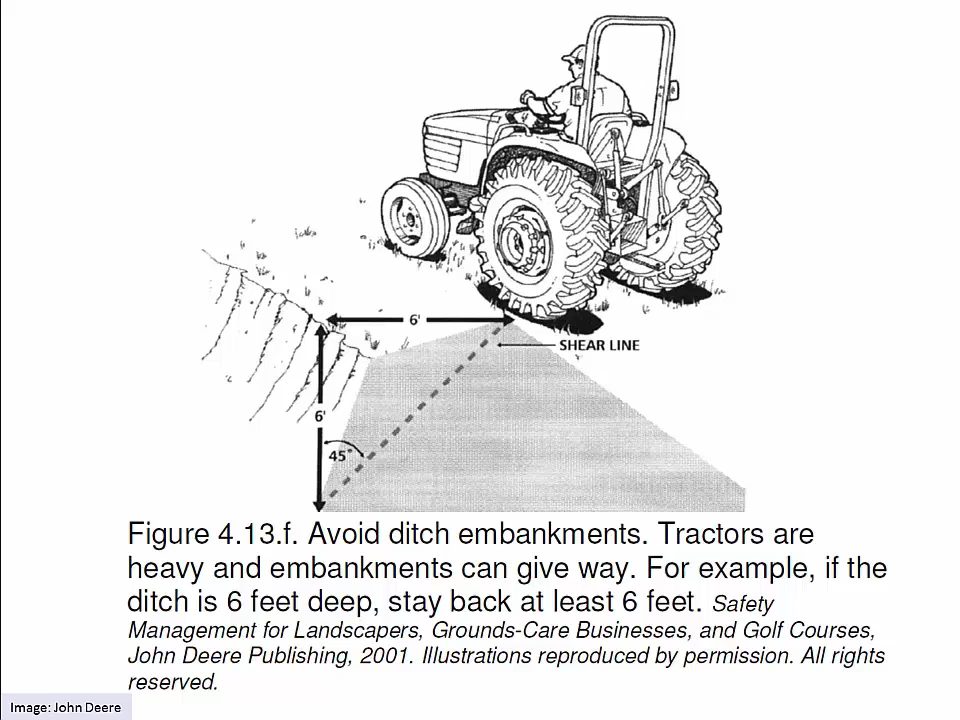 6'
SHEAR LINE
6'
45°
Figure 4.13.f. Avoid ditch embankments. Tractors are
heavy and embankments can give way. For example, if the
ditch is 6 feet deep, stay back at least 6 feet. Safety
Management for Landscapers, Grounds-Care Businesses, and Golf Courses,
John Deere Publishing, 2001. Illustrations reproduced by permission. All rights
reserved.
Image: John Deere